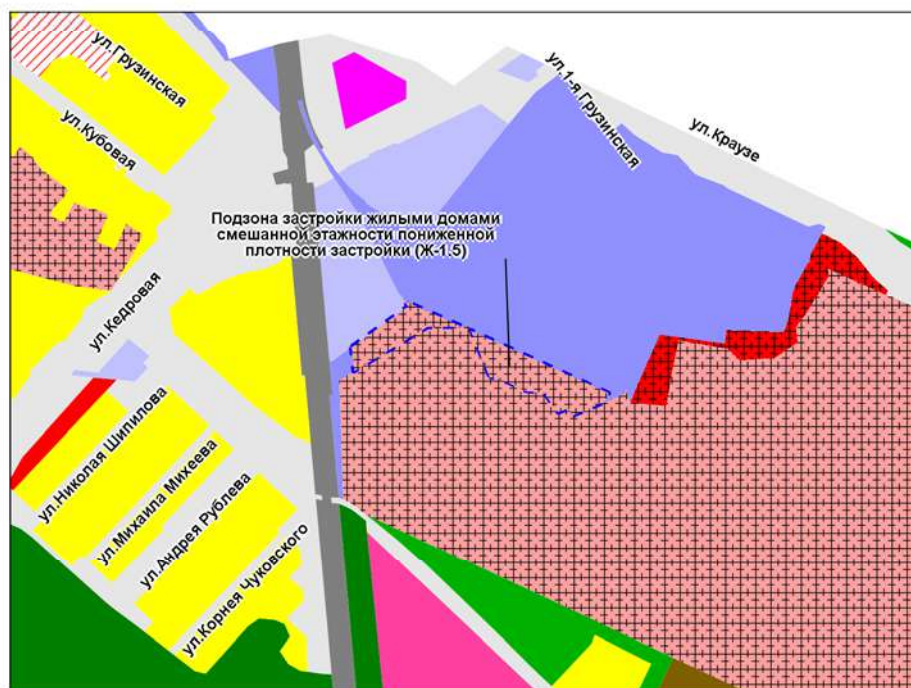 ул.Грузинская
ул.1-я Грузинская
ул.Краузе
ул.Кубовая
Подзона застройки жилыми домами
смешанной этажности пониженной
плотности застройки (Ж-1.5)
ул.Кедровая
ул.Николая Шипилова
ул.Михаила Михеева
ул.Андрея Рублева
ул.Корнея Чуковского